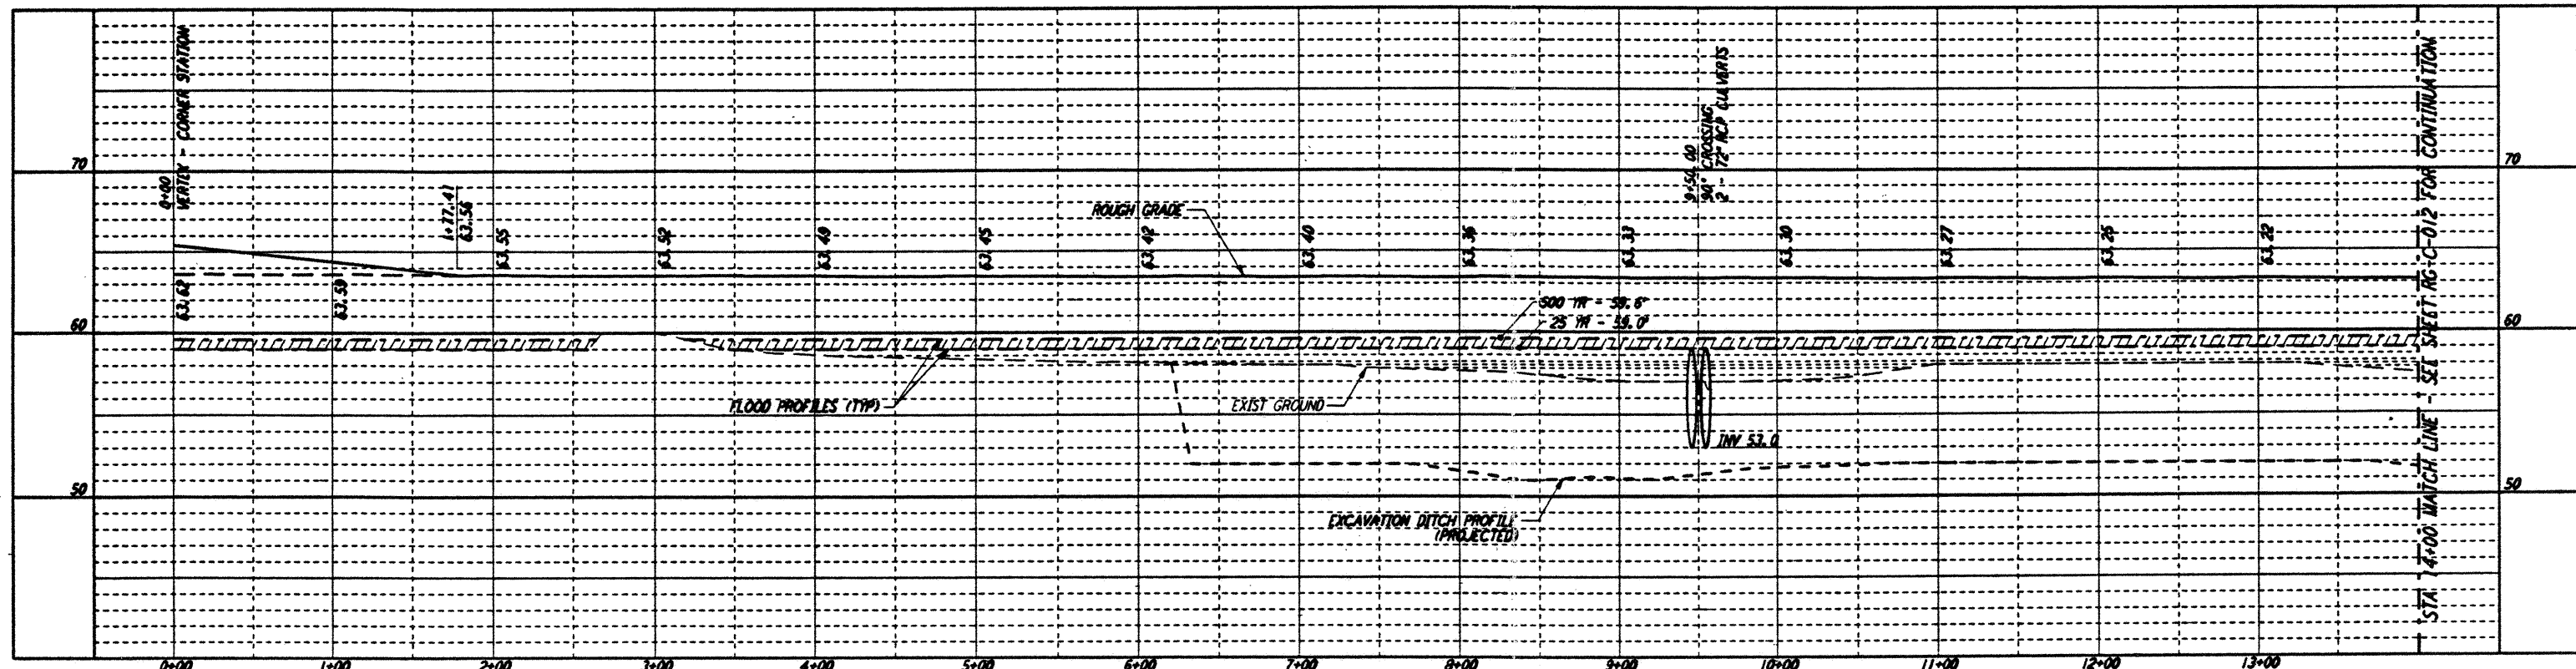 0+00
VERTEX - CORNER STATION
1+77.41
63.56
9+50.00
90° CROSSING
2 - 72" RCP CULVERTS
STA 14+00 MATCH LINE - SEE SHEET RG-C-012 FOR CONTINUATION
70
70
ROUGH GRADE
63.55
63.52
63.49
63.45
63.42
63.40
63.36
63.33
63.30
63.27
63.25
63.22
63.62
63.59
500 YR - 59.6'
25 YR - 59.0'
60
60
FLOOD PROFILES (TYP)
EXIST GROUND
INV 53.0
50
50
EXCAVATION DITCH PROFILE
(PROJECTED)
0+00 1+00 2+00 3+00 4+00 5+00 6+00 7+00 8+00 9+00 10+00 11+00 12+00 13+00